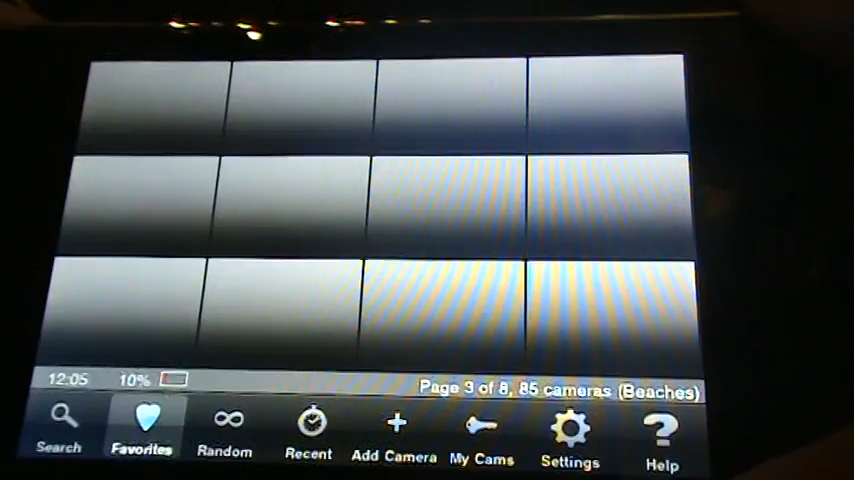 12:05 10% Page 3 of 8, 85 cameras (Beaches)
Search Favorites Random Recent Add Camera My Cams Settings Help